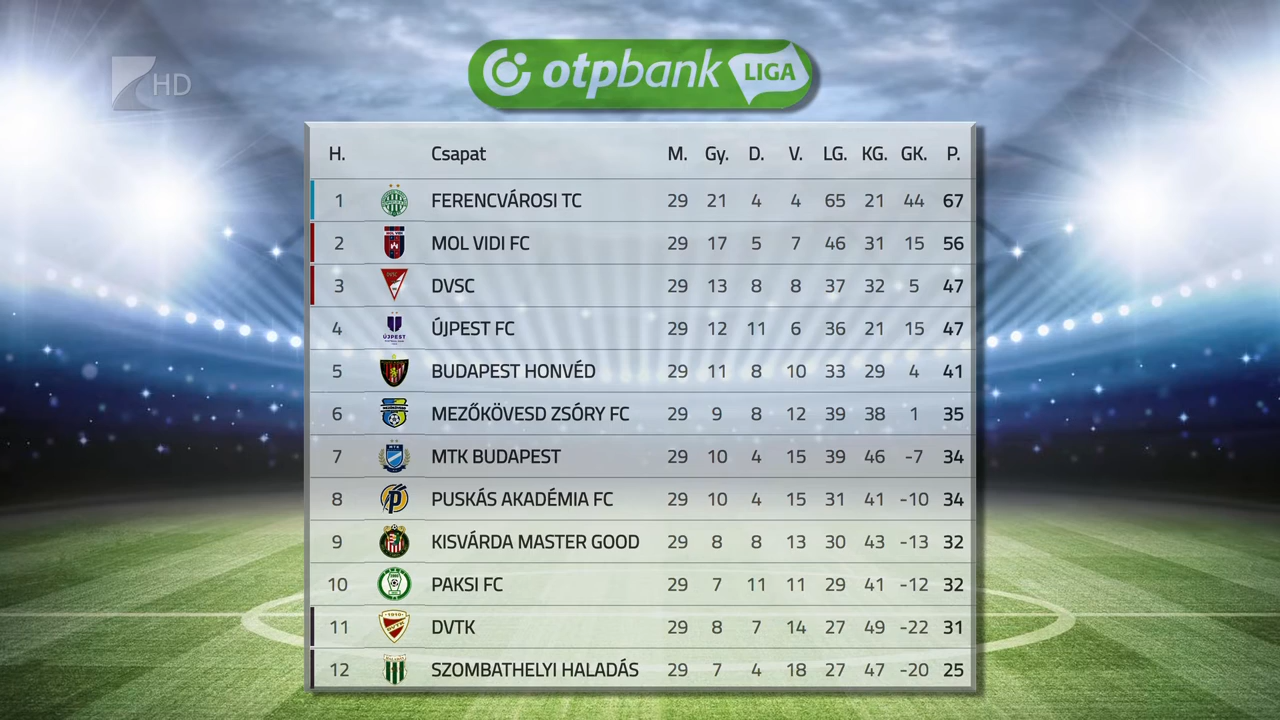 otpbank LIGA
HD
H. Csapat M. Gy. D. V. LG. KG. GK. P.
1 FERENCVÁROSI TC 29 21 4 4 65 21 44 67
2 MOL VIDI FC 29 17 5 7 46 31 15 56
3 DVSC 29 13 8 8 37 32 5 47
4 ÚJPEST FC 29 12 11 6 36 21 15 47
5 BUDAPEST HONVÉD 29 11 8 10 33 29 4 41
6 MEZŐKÖVESD ZSÓRY FC 29 9 8 12 39 38 1 35
7 MTK BUDAPEST 29 10 4 15 39 46 -7 34
8 PUSKÁS AKADÉMIA FC 29 10 4 15 31 41 -10 34
9 KISVÁRDA MASTER GOOD 29 8 8 13 30 43 -13 32
10 PAKSI FC 29 7 11 11 29 41 -12 32
11 DVTK 29 8 7 14 27 49 -22 31
12 SZOMBATHELYI HALADÁS 29 7 4 18 27 47 -20 25